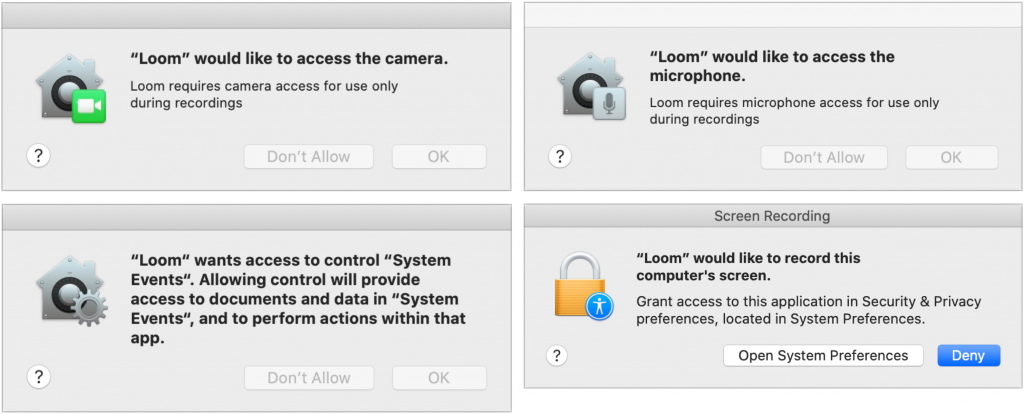 “Loom” would like to access the camera.
Loom requires camera access for use only
during recordings
?
Don’t Allow
OK
“Loom” would like to access the
microphone.
Loom requires microphone access for use only
during recordings
?
Don’t Allow
OK
“Loom” wants access to control “System
Events“. Allowing control will provide
access to documents and data in “System
Events“, and to perform actions within that
app.
?
Don’t Allow
OK
Screen Recording
“Loom” would like to record this
computer's screen.
Grant access to this application in Security & Privacy
preferences, located in System Preferences.
?
Open System Preferences
Deny